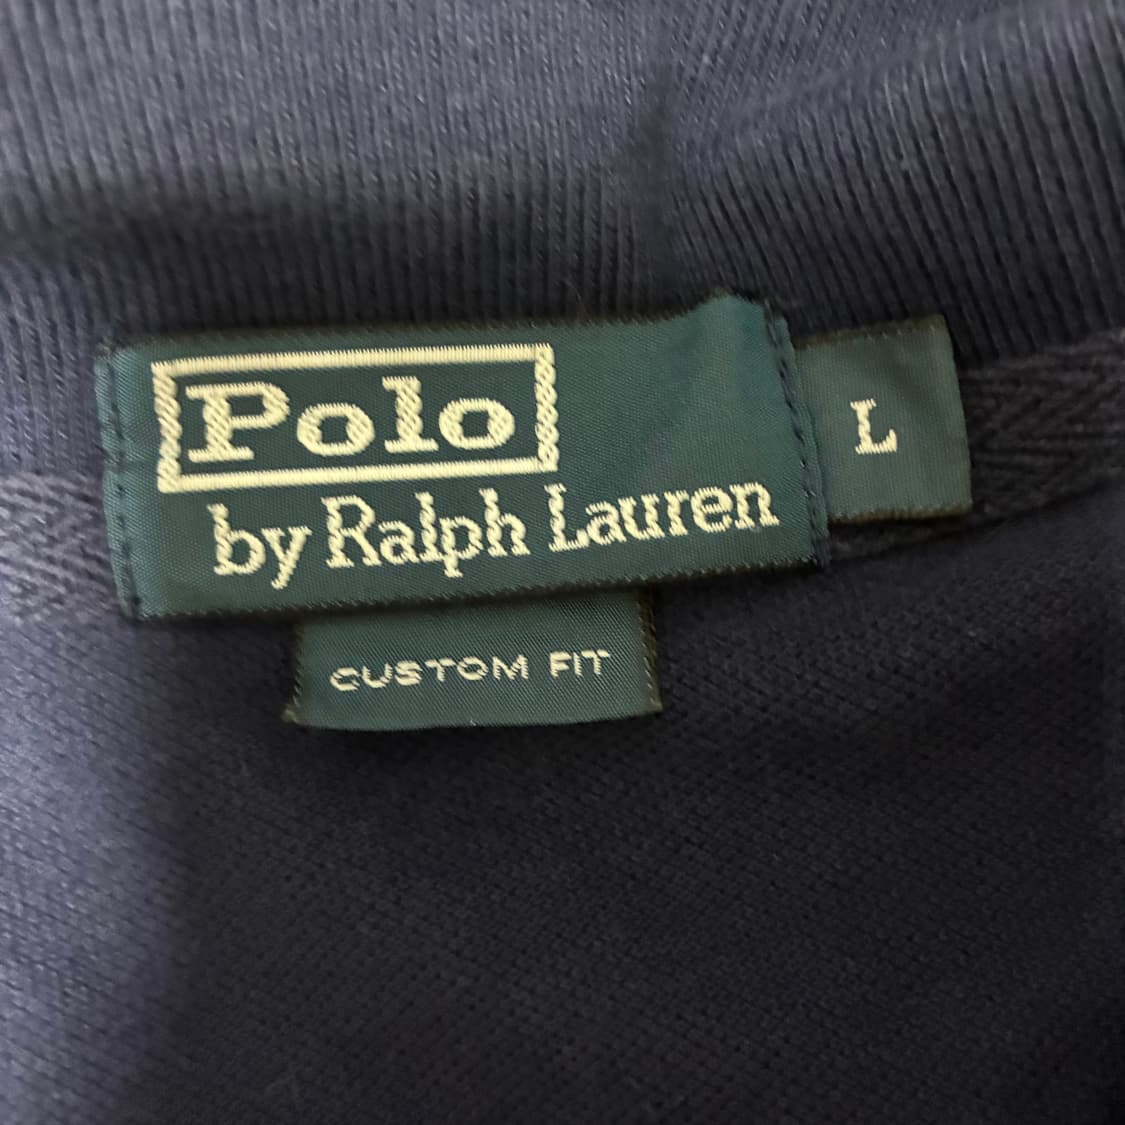 Polo
by Ralph Lauren
L
CUSTOM FIT